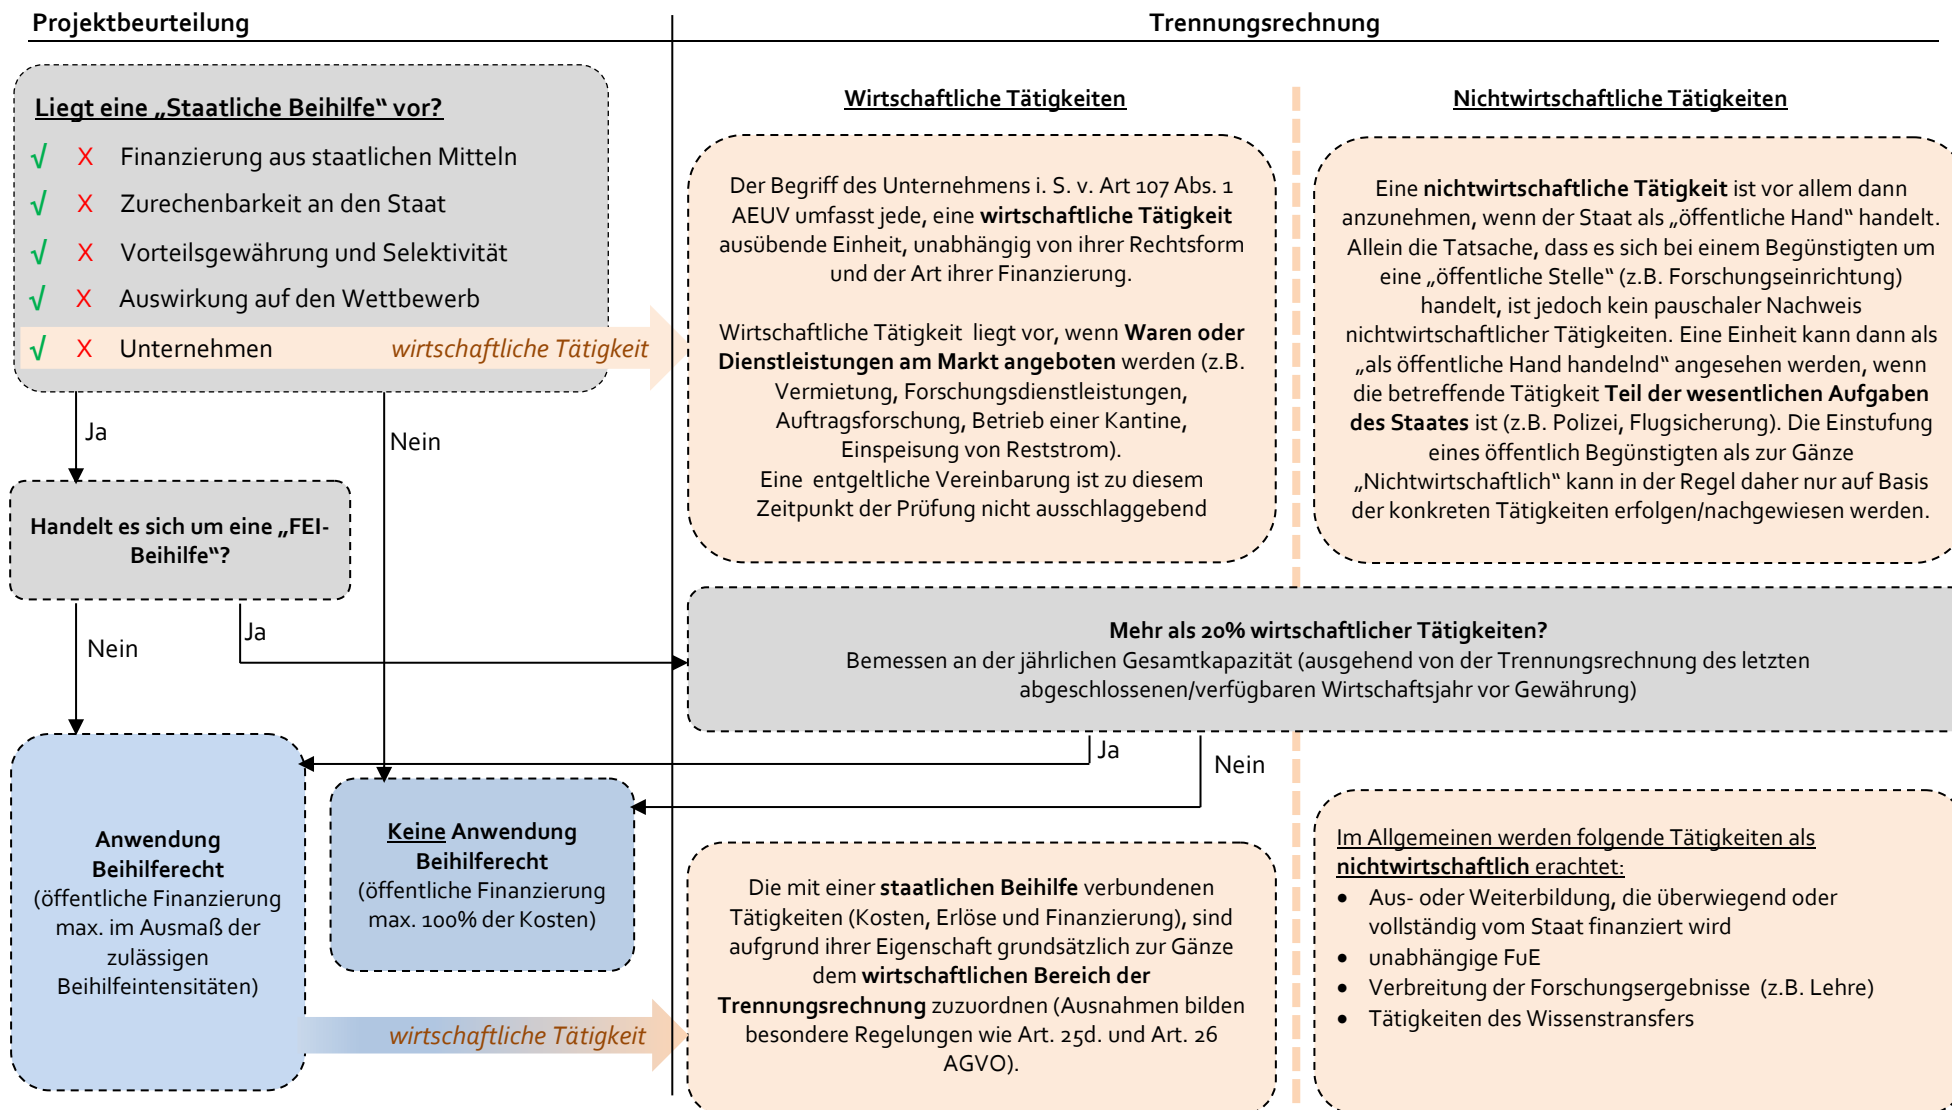 Projektbeurteilung
Trennungsrechnung
Liegt eine „Staatliche Beihilfe“ vor?
√ X Finanzierung aus staatlichen Mitteln
√ X Zurechenbarkeit an den Staat
√ X Vorteilsgewährung und Selektivität
√ X Auswirkung auf den Wettbewerb
√ X Unternehmen wirtschaftliche Tätigkeit
Ja
Nein
Handelt es sich um eine „FEI-
Beihilfe“?
Nein
Ja
Anwendung
Beihilferecht
(öffentliche Finanzierung
max. im Ausmaß der
zulässigen
Beihilfeintensitäten)
Keine Anwendung
Beihilferecht
(öffentliche Finanzierung
max. 100% der Kosten)
wirtschaftliche Tätigkeit
Wirtschaftliche Tätigkeiten
Der Begriff des Unternehmens i. S. v. Art 107 Abs. 1
AEUV umfasst jede, eine wirtschaftliche Tätigkeit
ausübende Einheit, unabhängig von ihrer Rechtsform
und der Art ihrer Finanzierung.
Wirtschaftliche Tätigkeit liegt vor, wenn Waren oder
Dienstleistungen am Markt angeboten werden (z.B.
Vermietung, Forschungsdienstleistungen,
Auftragsforschung, Betrieb einer Kantine,
Einspeisung von Reststrom).
Eine entgeltliche Vereinbarung ist zu diesem
Zeitpunkt der Prüfung nicht ausschlaggebend
Nichtwirtschaftliche Tätigkeiten
Eine nichtwirtschaftliche Tätigkeit ist vor allem dann
anzunehmen, wenn der Staat als „öffentliche Hand“ handelt.
Allein die Tatsache, dass es sich bei einem Begünstigten um
eine „öffentliche Stelle“ (z.B. Forschungseinrichtung)
handelt, ist jedoch kein pauschaler Nachweis
nichtwirtschaftlicher Tätigkeiten. Eine Einheit kann dann als
„als öffentliche Hand handelnd“ angesehen werden, wenn
die betreffende Tätigkeit Teil der wesentlichen Aufgaben
des Staates ist (z.B. Polizei, Flugsicherung). Die Einstufung
eines öffentlich Begünstigten als zur Gänze
„Nichtwirtschaftlich“ kann in der Regel daher nur auf Basis
der konkreten Tätigkeiten erfolgen/nachgewiesen werden.
Mehr als 20% wirtschaftlicher Tätigkeiten?
Bemessen an der jährlichen Gesamtkapazität (ausgehend von der Trennungsrechnung des letzten
abgeschlossenen/verfügbaren Wirtschaftsjahr vor Gewährung)
Ja
Nein
Die mit einer staatlichen Beihilfe verbundenen
Tätigkeiten (Kosten, Erlöse und Finanzierung), sind
aufgrund ihrer Eigenschaft grundsätzlich zur Gänze
dem wirtschaftlichen Bereich der
Trennungsrechnung zuzuordnen (Ausnahmen bilden
besondere Regelungen wie Art. 25d. und Art. 26
AGVO).
Im Allgemeinen werden folgende Tätigkeiten als
nichtwirtschaftlich erachtet:
• Aus- oder Weiterbildung, die überwiegend oder
vollständig vom Staat finanziert wird
• unabhängige FuE
• Verbreitung der Forschungsergebnisse (z.B. Lehre)
• Tätigkeiten des Wissenstransfers